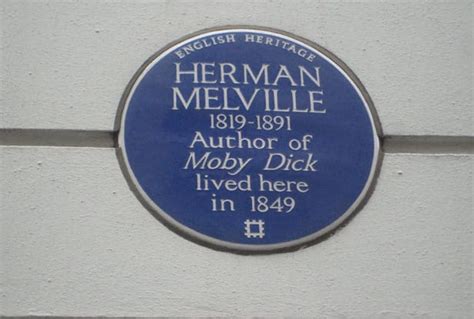 ENGLISH HERITAGE
HERMAN
MELVILLE
1819-1891
Author of
Moby Dick
lived here
in 1849